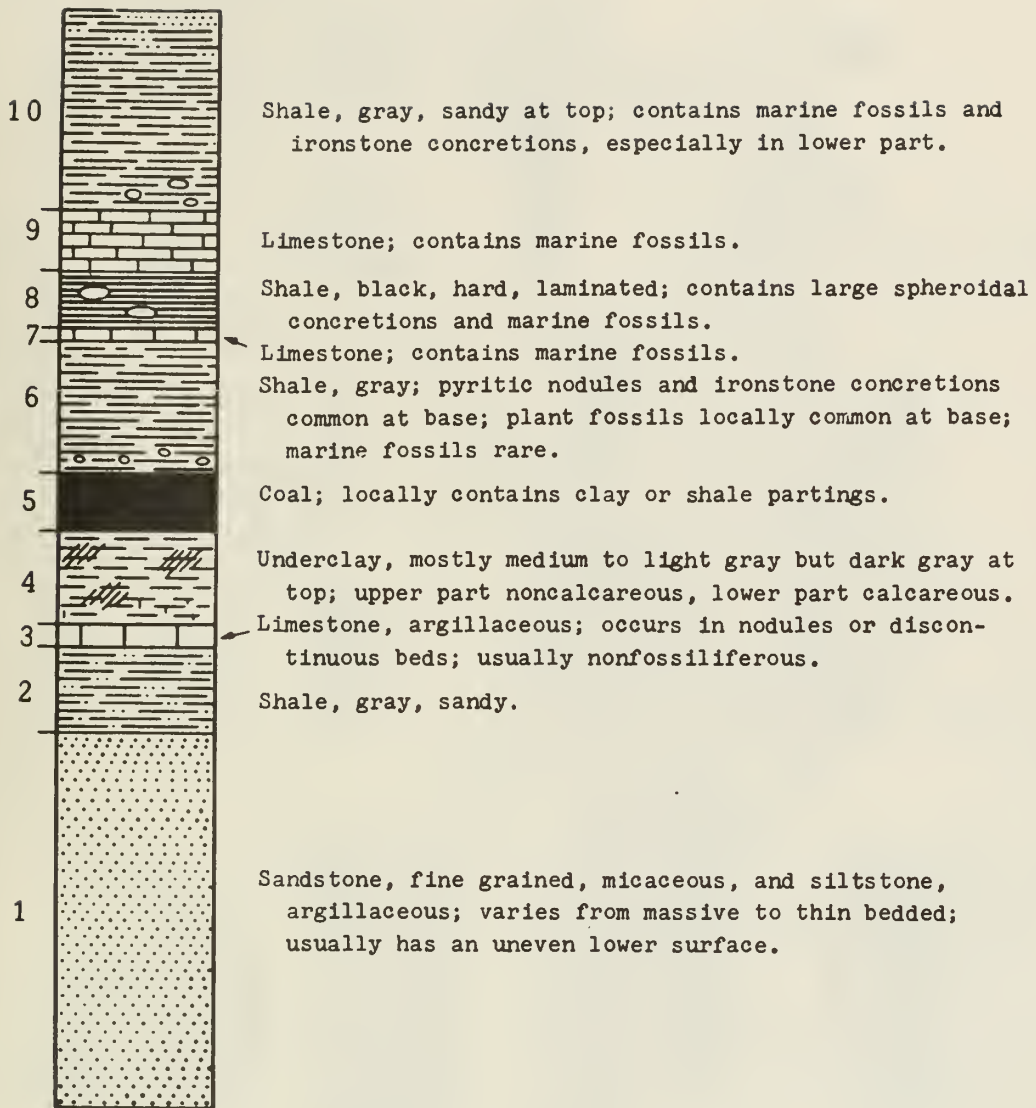 10
Shale, gray, sandy at top; contains marine fossils and
ironstone concretions, especially in lower part.
9
Limestone; contains marine fossils.
8
Shale, black, hard, laminated; contains large spheroidal
concretions and marine fossils.
7
Limestone; contains marine fossils.
6
Shale, gray; pyritic nodules and ironstone concretions
common at base; plant fossils locally common at base;
marine fossils rare.
5
Coal; locally contains clay or shale partings.
4
Underclay, mostly medium to light gray but dark gray at
top; upper part noncalcareous, lower part calcareous.
3
Limestone, argillaceous; occurs in nodules or discon-
tinuous beds; usually nonfossiliferous.
2
Shale, gray, sandy.
1
Sandstone, fine grained, micaceous, and siltstone,
argillaceous; varies from massive to thin bedded;
usually has an uneven lower surface.